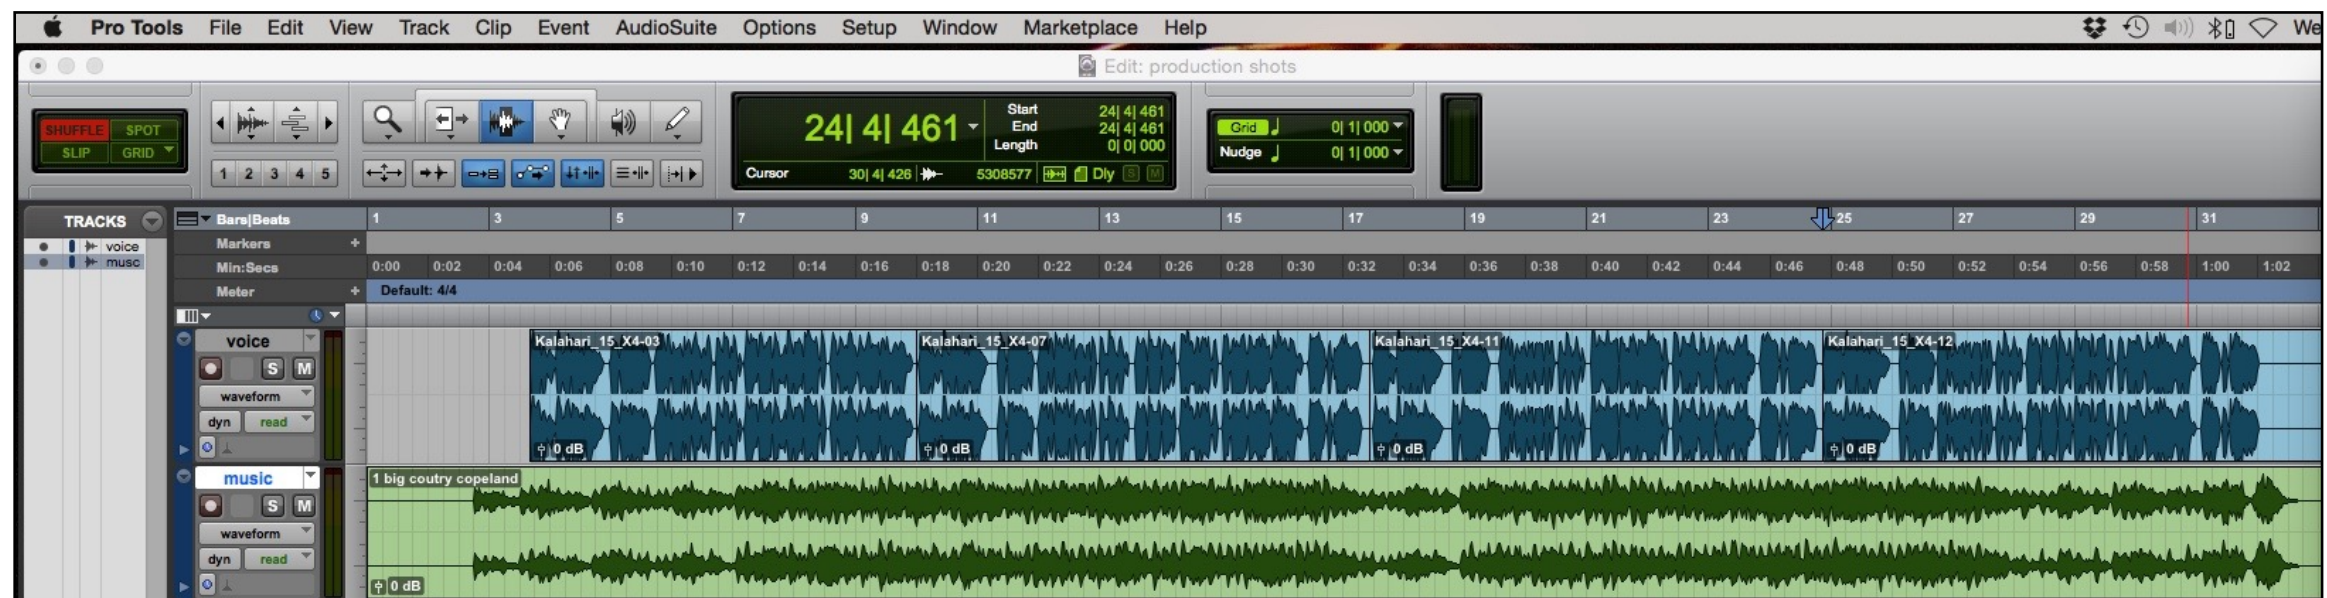 Pro Tools File Edit View Track Clip Event AudioSuite Options Setup Window Marketplace Help We
Edit: production shots
SHUFFLE SPOT
SLIP GRID
1 2 3 4 5
24| 4| 461
Start 24| 4| 461
End 24| 4| 461
Length 0| 0| 000
Cursor 30| 4| 426 5308577 Dly S M
Grid 0| 1| 000
Nudge 0| 1| 000
TRACKS
voice
musc
Bars|Beats 1 3 5 7 9 11 13 15 17 19 21 23 25 27 29 31
Markers +
Min:Secs 0:00 0:02 0:04 0:06 0:08 0:10 0:12 0:14 0:16 0:18 0:20 0:22 0:24 0:26 0:28 0:30 0:32 0:34 0:36 0:38 0:40 0:42 0:44 0:46 0:48 0:50 0:52 0:54 0:56 0:58 1:00 1:02
Meter + Default: 4/4
voice
S M
waveform
dyn read
Kalahari_15_X4-03 Kalahari_15_X4-07 Kalahari_15_X4-11 Kalahari_15_X4-12
0 dB 0 dB 0 dB 0 dB
music
S M
waveform
dyn read
1 big coutry copeland
0 dB